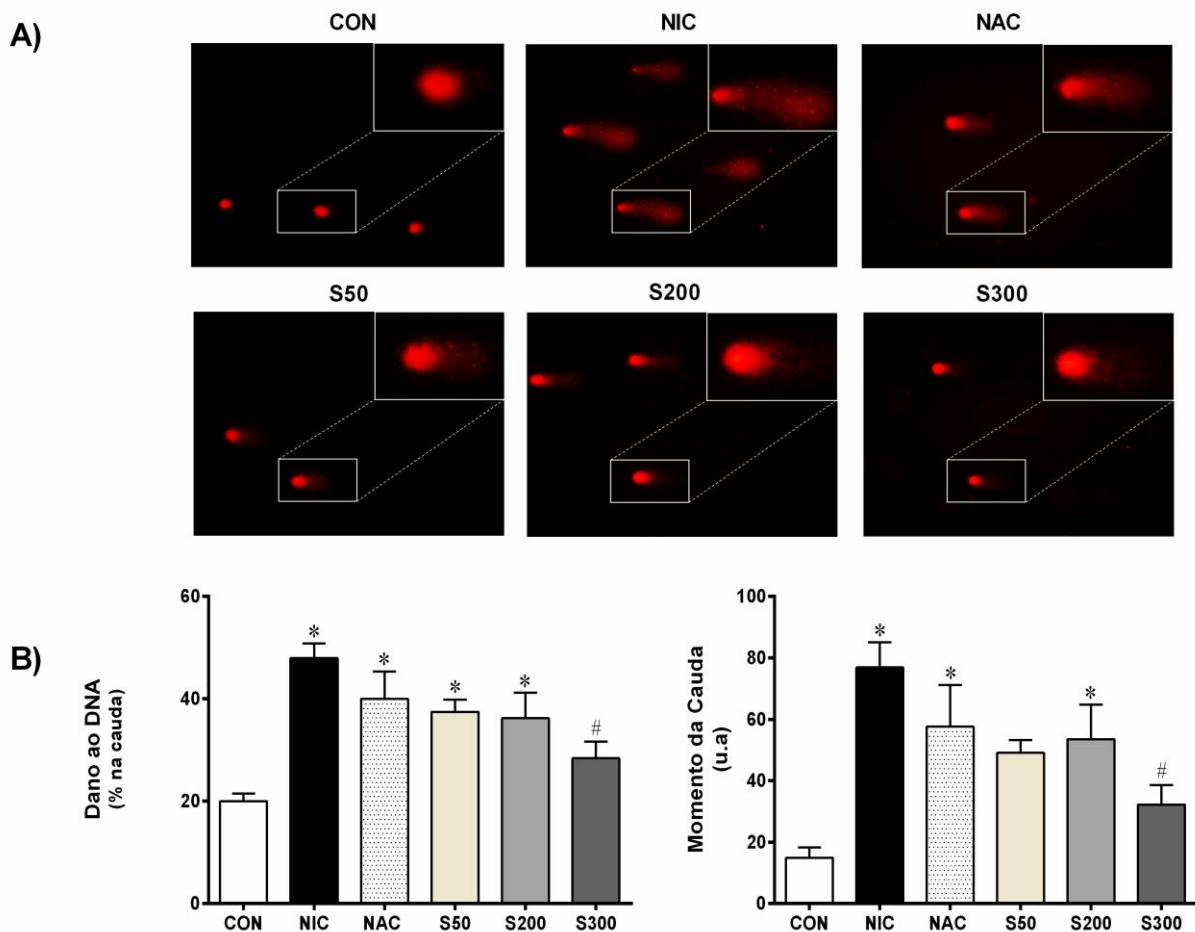 A)
CON NIC NAC
S50 S200 S300
B)
Dano ao DNA
(% na cauda)
60
40
20
0
* * * * #
CON NIC NAC S50 S200 S300
Momento da Cauda
(u.a)
100
80
60
40
20
0
* * * #
CON NIC NAC S50 S200 S300